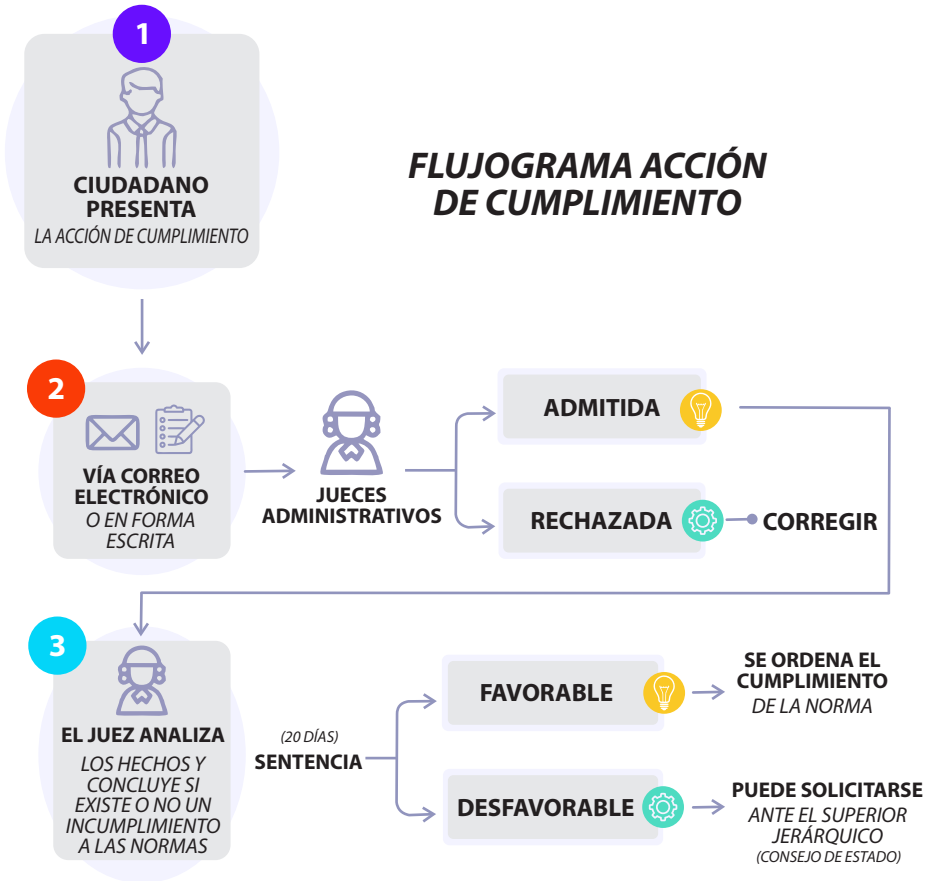 1
CIUDADANO
PRESENTA
LA ACCIÓN DE CUMPLIMIENTO
FLUJOGRAMA ACCIÓN
DE CUMPLIMIENTO
2
VÍA CORREO
ELECTRÓNICO
O EN FORMA
ESCRITA
JUECES
ADMINISTRATIVOS
ADMITIDA
RECHAZADA
CORREGIR
3
EL JUEZ ANALIZA
LOS HECHOS Y
CONCLUYE SI
EXISTE O NO UN
INCUMPLIMIENTO
A LAS NORMAS
(20 DÍAS)
SENTENCIA
FAVORABLE
SE ORDENA EL
CUMPLIMIENTO
DE LA NORMA
DESFAVORABLE
PUEDE SOLICITARSE
ANTE EL SUPERIOR
JERÁRQUICO
(CONSEJO DE ESTADO)